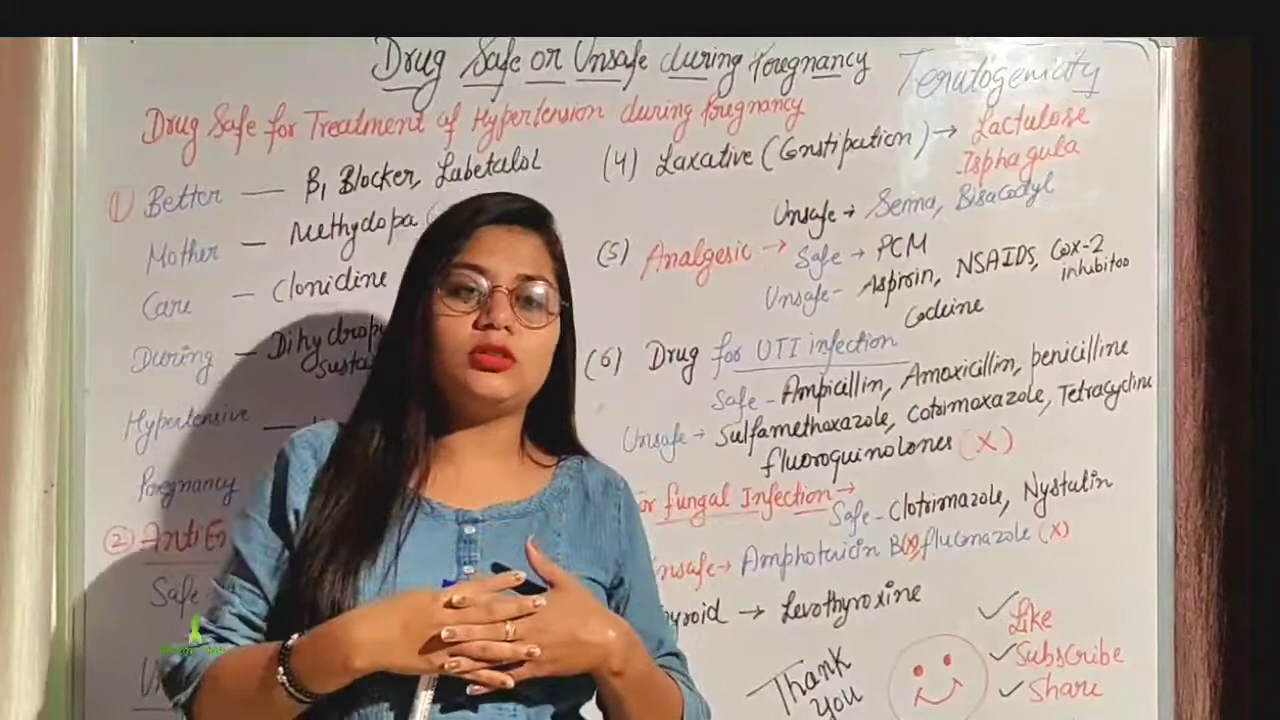 Drug Safe or Unsafe during Pregnancy
Teratogenicity
Drug Safe for Treatment of Hypertension during Pregnancy
① Better — β1 Blocker, Labetalol
Mother — Methydopa
Care — Clonidine
During —
Hypertensive —
Pregnancy
②
Safe
(4) Laxative (Constipation) → Lactulose
Isphagula
Unsafe → Senna, Bisacodyl
(5) Analgesic → Safe → PCM
Unsafe - Aspirin, NSAIDS, Cox-2
inhibitor
Codeine
(6) Drug for UTI infection
Safe - Ampicillin, Amoxicillin, penicilline
Unsafe → Sulfamethoxazole, Cotrimoxazole, Tetracycline
fluoroquinolones (X)
fungal Infection →
Safe - Clotrimazole, Nystatin
Amphotericin B(X), fluconazole (X)
→ Levothyroxine
Thank
you
✓ Like
✓ Subscribe
✓ Share